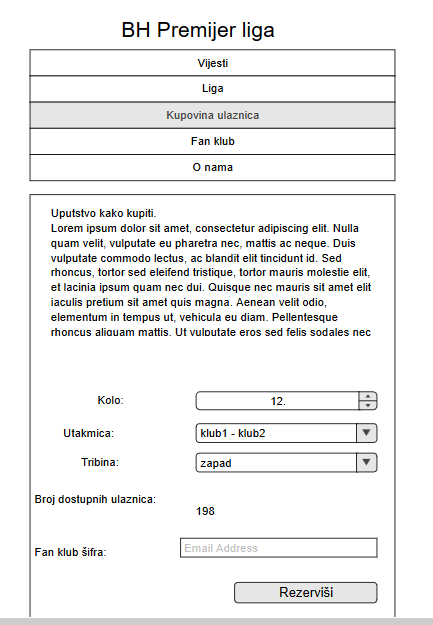 BH Premijer liga
Vijesti
Liga
Kupovina ulaznica
Fan klub
O nama
Uputstvo kako kupiti.
Lorem ipsum dolor sit amet, consectetur adipiscing elit. Nulla
quam velit, vulputate eu pharetra nec, mattis ac neque. Duis
vulputate commodo lectus, ac blandit elit tincidunt id. Sed
rhoncus, tortor sed eleifend tristique, tortor mauris molestie elit,
et lacinia ipsum quam nec dui. Quisque nec mauris sit amet elit
iaculis pretium sit amet quis magna. Aenean velit odio,
elementum in tempus ut, vehicula eu diam. Pellentesque
rhoncus aliquam mattis. Ut vulputate eros sed felis sodales nec
Kolo: 12.
Utakmica: klub1 - klub2
Tribina: zapad
Broj dostupnih ulaznica:
198
Fan klub šifra: Email Address
Rezerviši